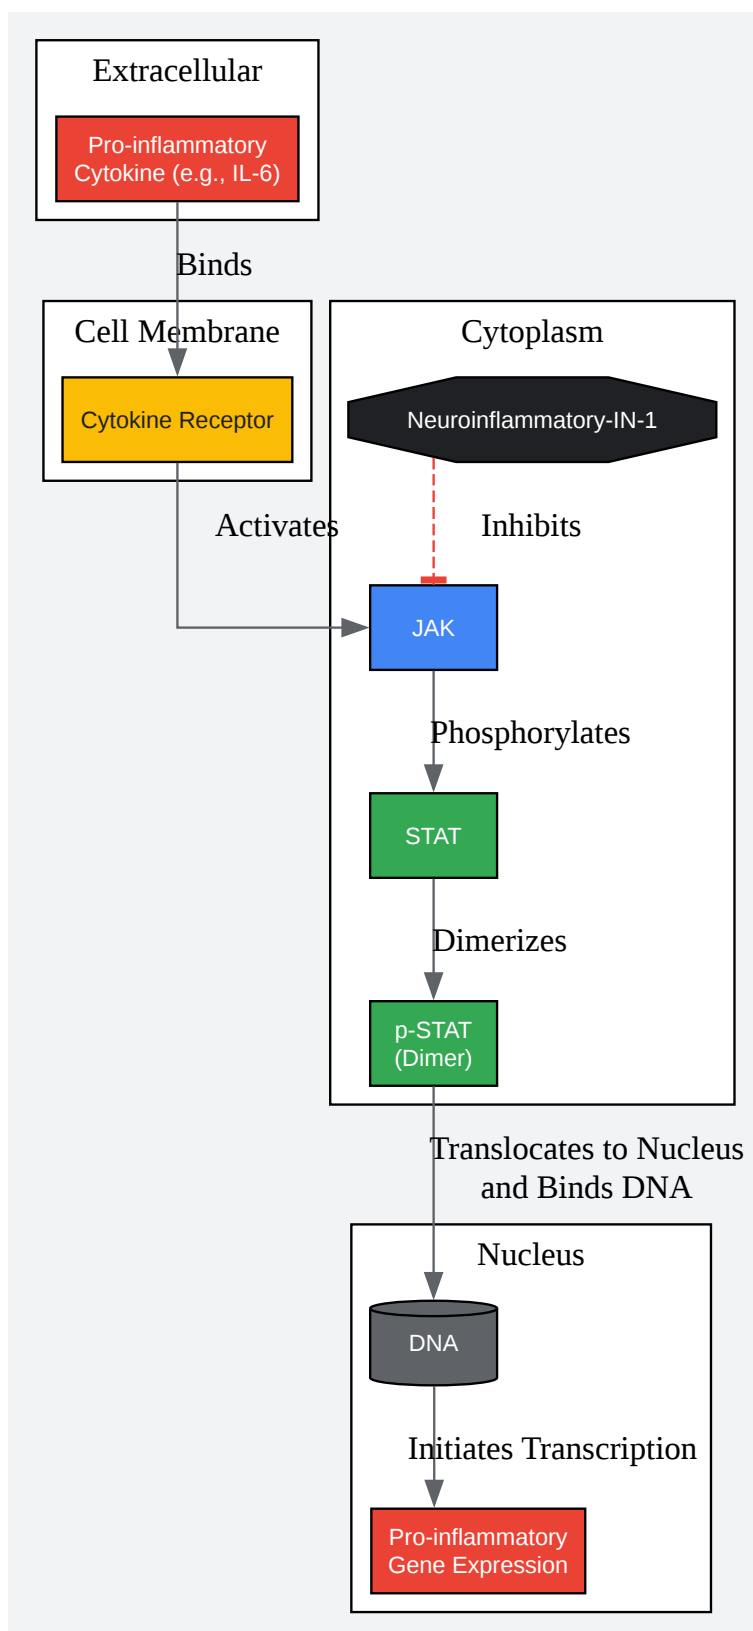 Extracellular
Pro-inflammatory
Cytokine (e.g., IL-6)
Binds
Cell Membrane
Cytokine Receptor
Cytoplasm
Neuroinflammatory-IN-1
Activates
Inhibits
JAK
Phosphorylates
STAT
Dimerizes
p-STAT
(Dimer)
Translocates to Nucleus
and Binds DNA
Nucleus
DNA
Initiates Transcription
Pro-inflammatory
Gene Expression